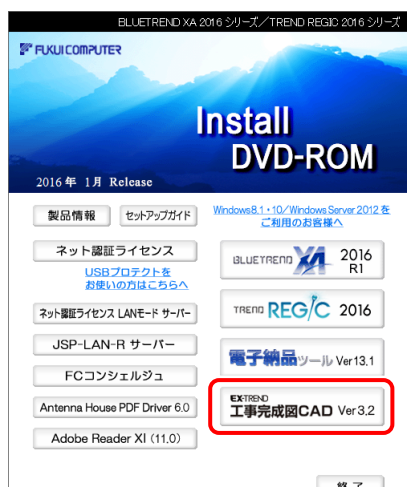 BLUETREND XA 2016 シリーズ／TREND REGIC 2016 シリーズ
FUKUI COMPUTER
Install
DVD-ROM
2016年 1月 Release
製品情報
セットアップガイド
Windows8.1・10／Windows Server 2012 を
ご利用のお客様へ
ネット認証ライセンス
USBプロテクトを
お使いの方はこちらへ
ネット認証ライセンス LANモード サーバー
JSP-LAN-R サーバー
FCコンシェルジュ
Antenna House PDF Driver 6.0
Adobe Reader XI (11.0)
BLUETREND XA 2016
R1
TREND REGIC 2016
電子納品ツール Ver13.1
EX-TREND
工事完成図CAD Ver3.2
終了